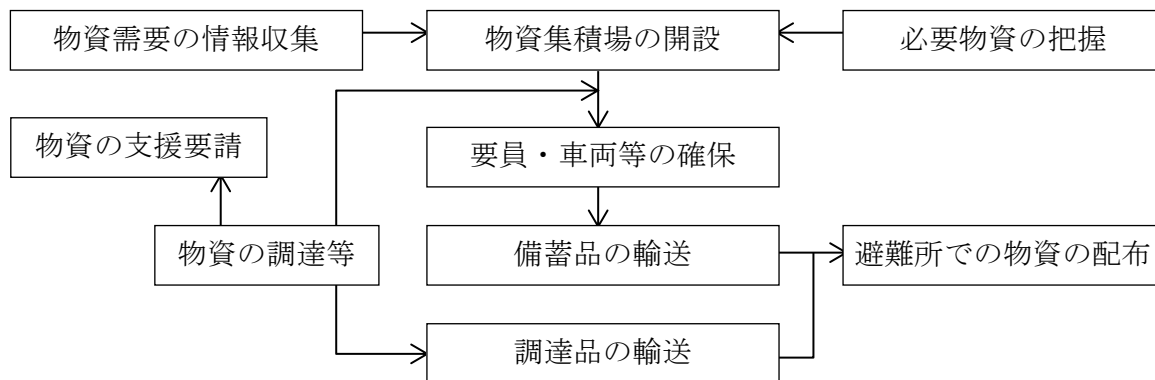 物資需要の情報収集
物資集積場の開設
必要物資の把握
物資の支援要請
要員・車両等の確保
物資の調達等
備蓄品の輸送
避難所での物資の配布
調達品の輸送